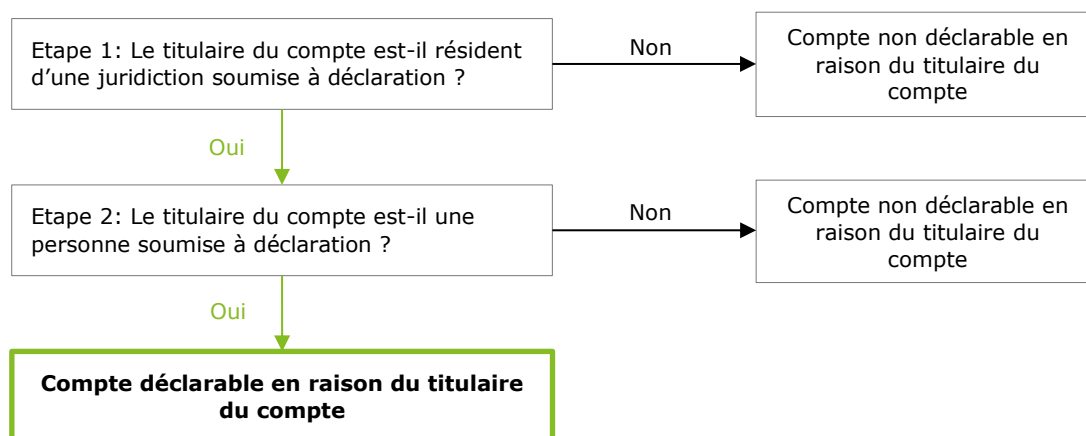 Etape 1: Le titulaire du compte est-il résident
d'une juridiction soumise à déclaration ?
Non
Compte non déclarable en
raison du titulaire du
compte
Oui
Etape 2: Le titulaire du compte est-il une
personne soumise à déclaration ?
Non
Compte non déclarable en
raison du titulaire du
compte
Oui
Compte déclarable en raison du titulaire
du compte